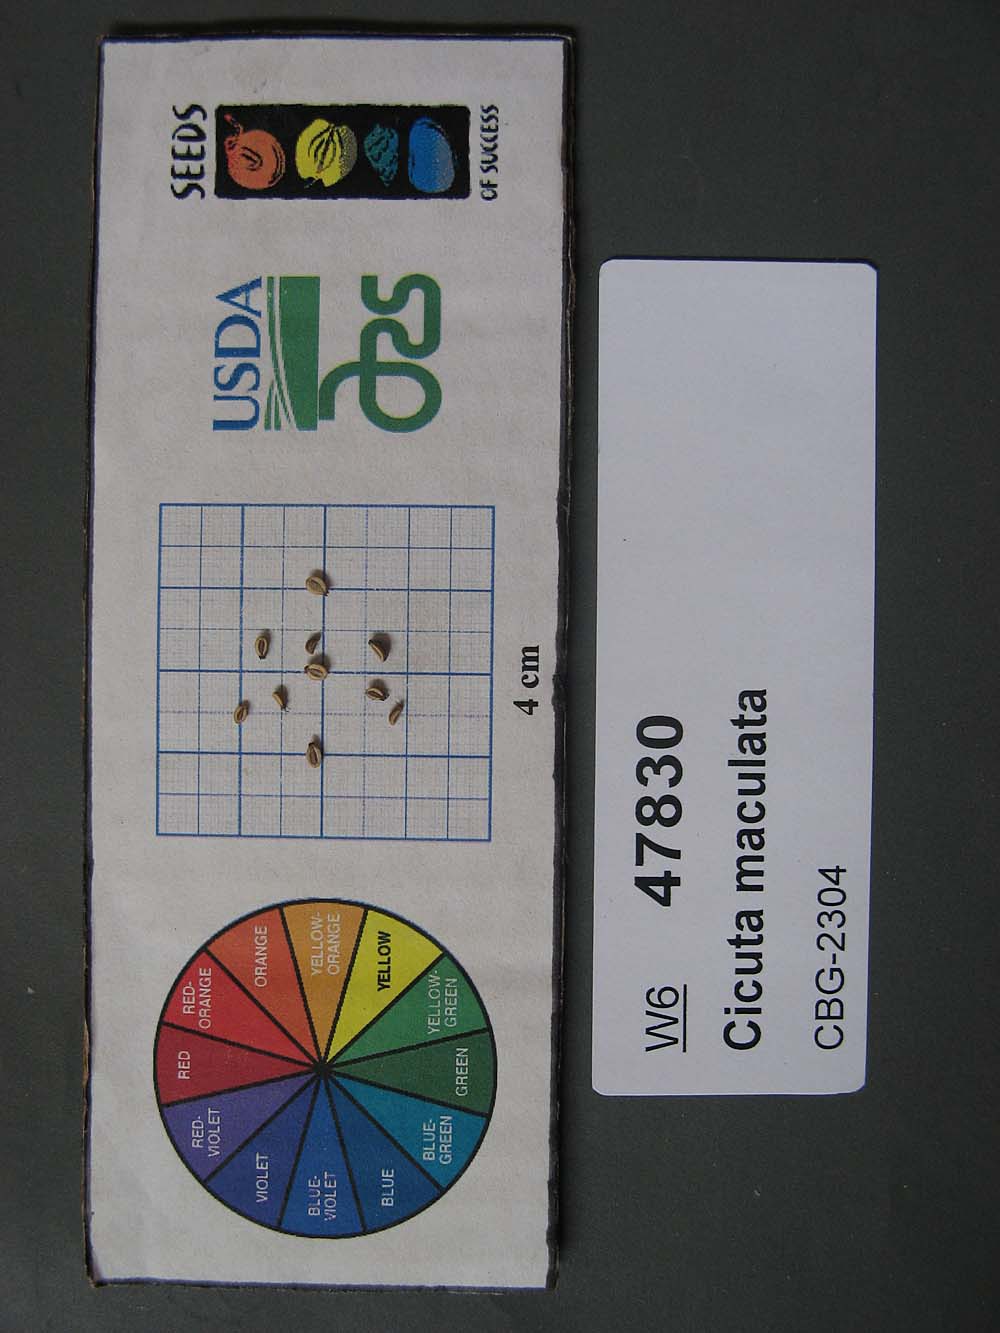 SEEDS
OF SUCCESS
USDA
ars
4 cm
RED
RED-
ORANGE
ORANGE
YELLOW-
ORANGE
YELLOW
YELLOW-
GREEN
GREEN
BLUE-
GREEN
BLUE
BLUE-
VIOLET
VIOLET
RED-
VIOLET
W6 47830
Cicuta maculata
CBG-2304